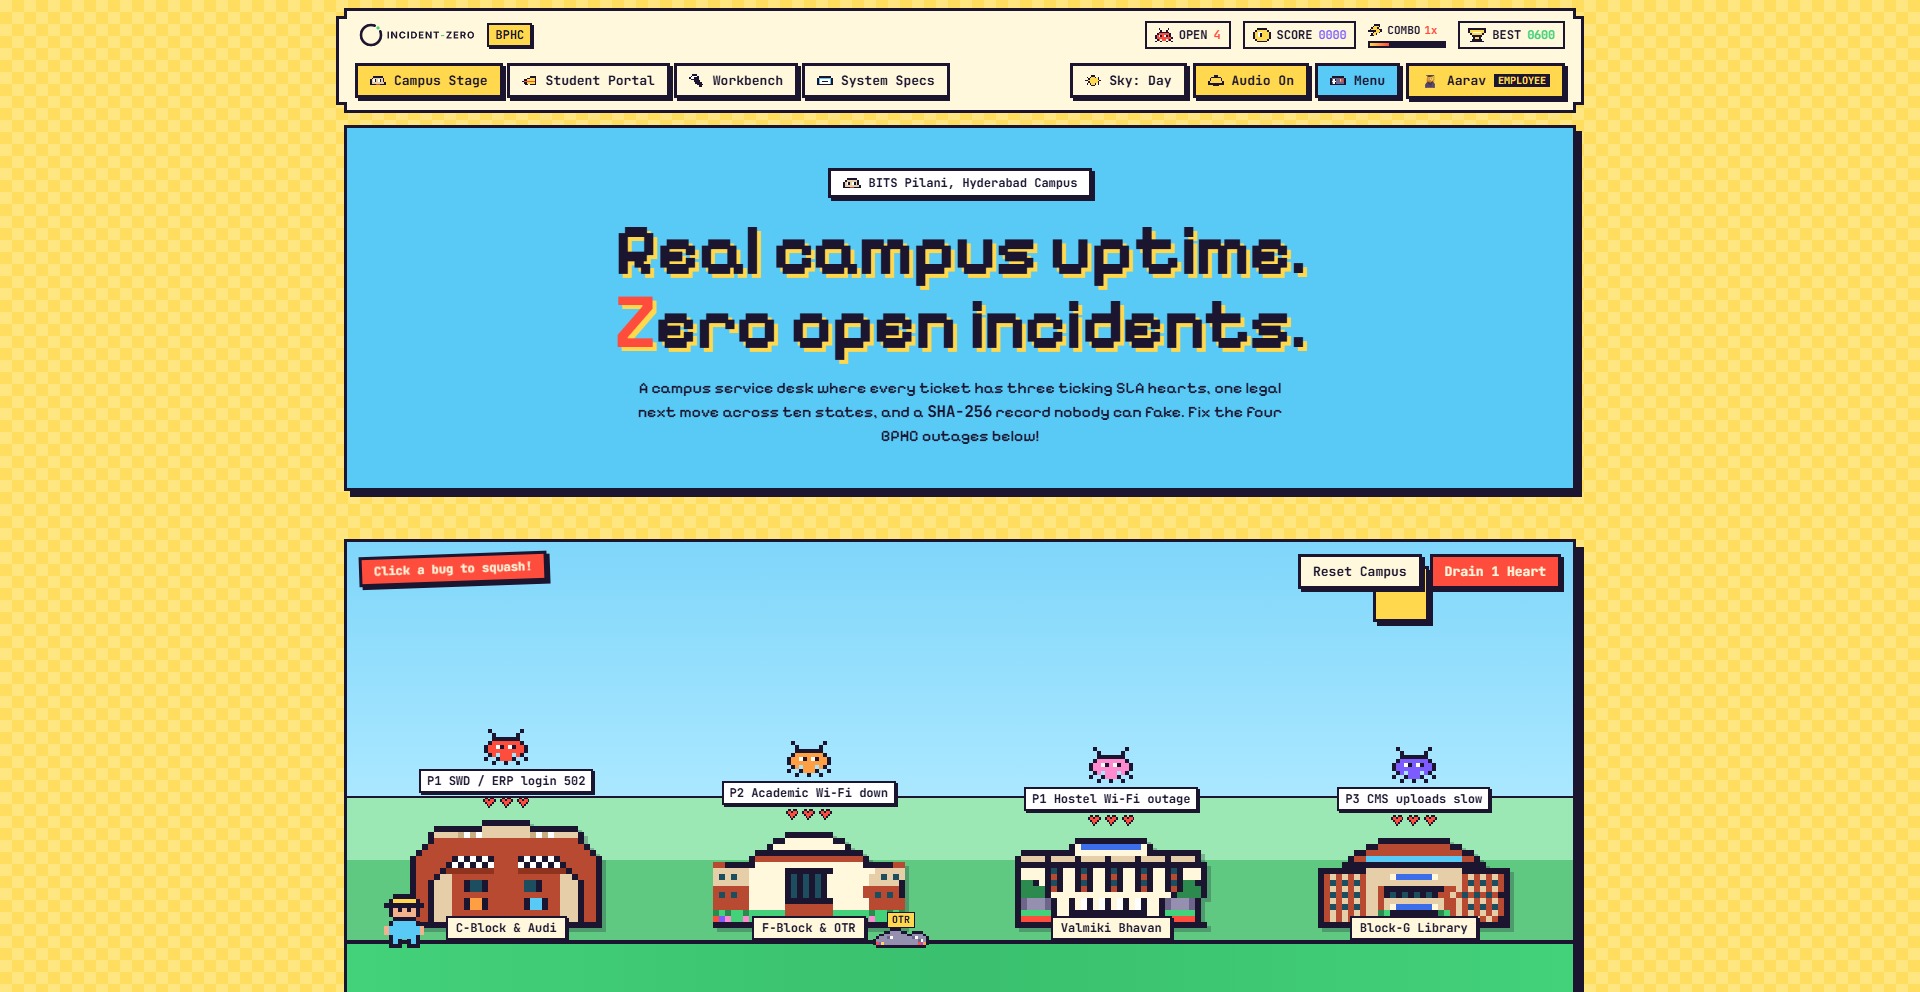 INCIDENT-ZERO BPHC
OPEN 4 SCORE 0000 COMBO 1x BEST 0600
Campus Stage Student Portal Workbench System Specs Sky: Day Audio On Menu Aarav EMPLOYEE
BITS Pilani, Hyderabad Campus
Real campus uptime.
Zero open incidents.
A campus service desk where every ticket has three ticking SLA hearts, one legal
next move across ten states, and a SHA-256 record nobody can fake. Fix the four
BPHC outages below!
Click a bug to squash!
Reset Campus Drain 1 Heart
P1 SWD / ERP login 502
P2 Academic Wi-Fi down
P1 Hostel Wi-Fi outage
P3 CMS uploads slow
OTR
C-Block & Audi
F-Block & OTR
Valmiki Bhavan
Block-G Library